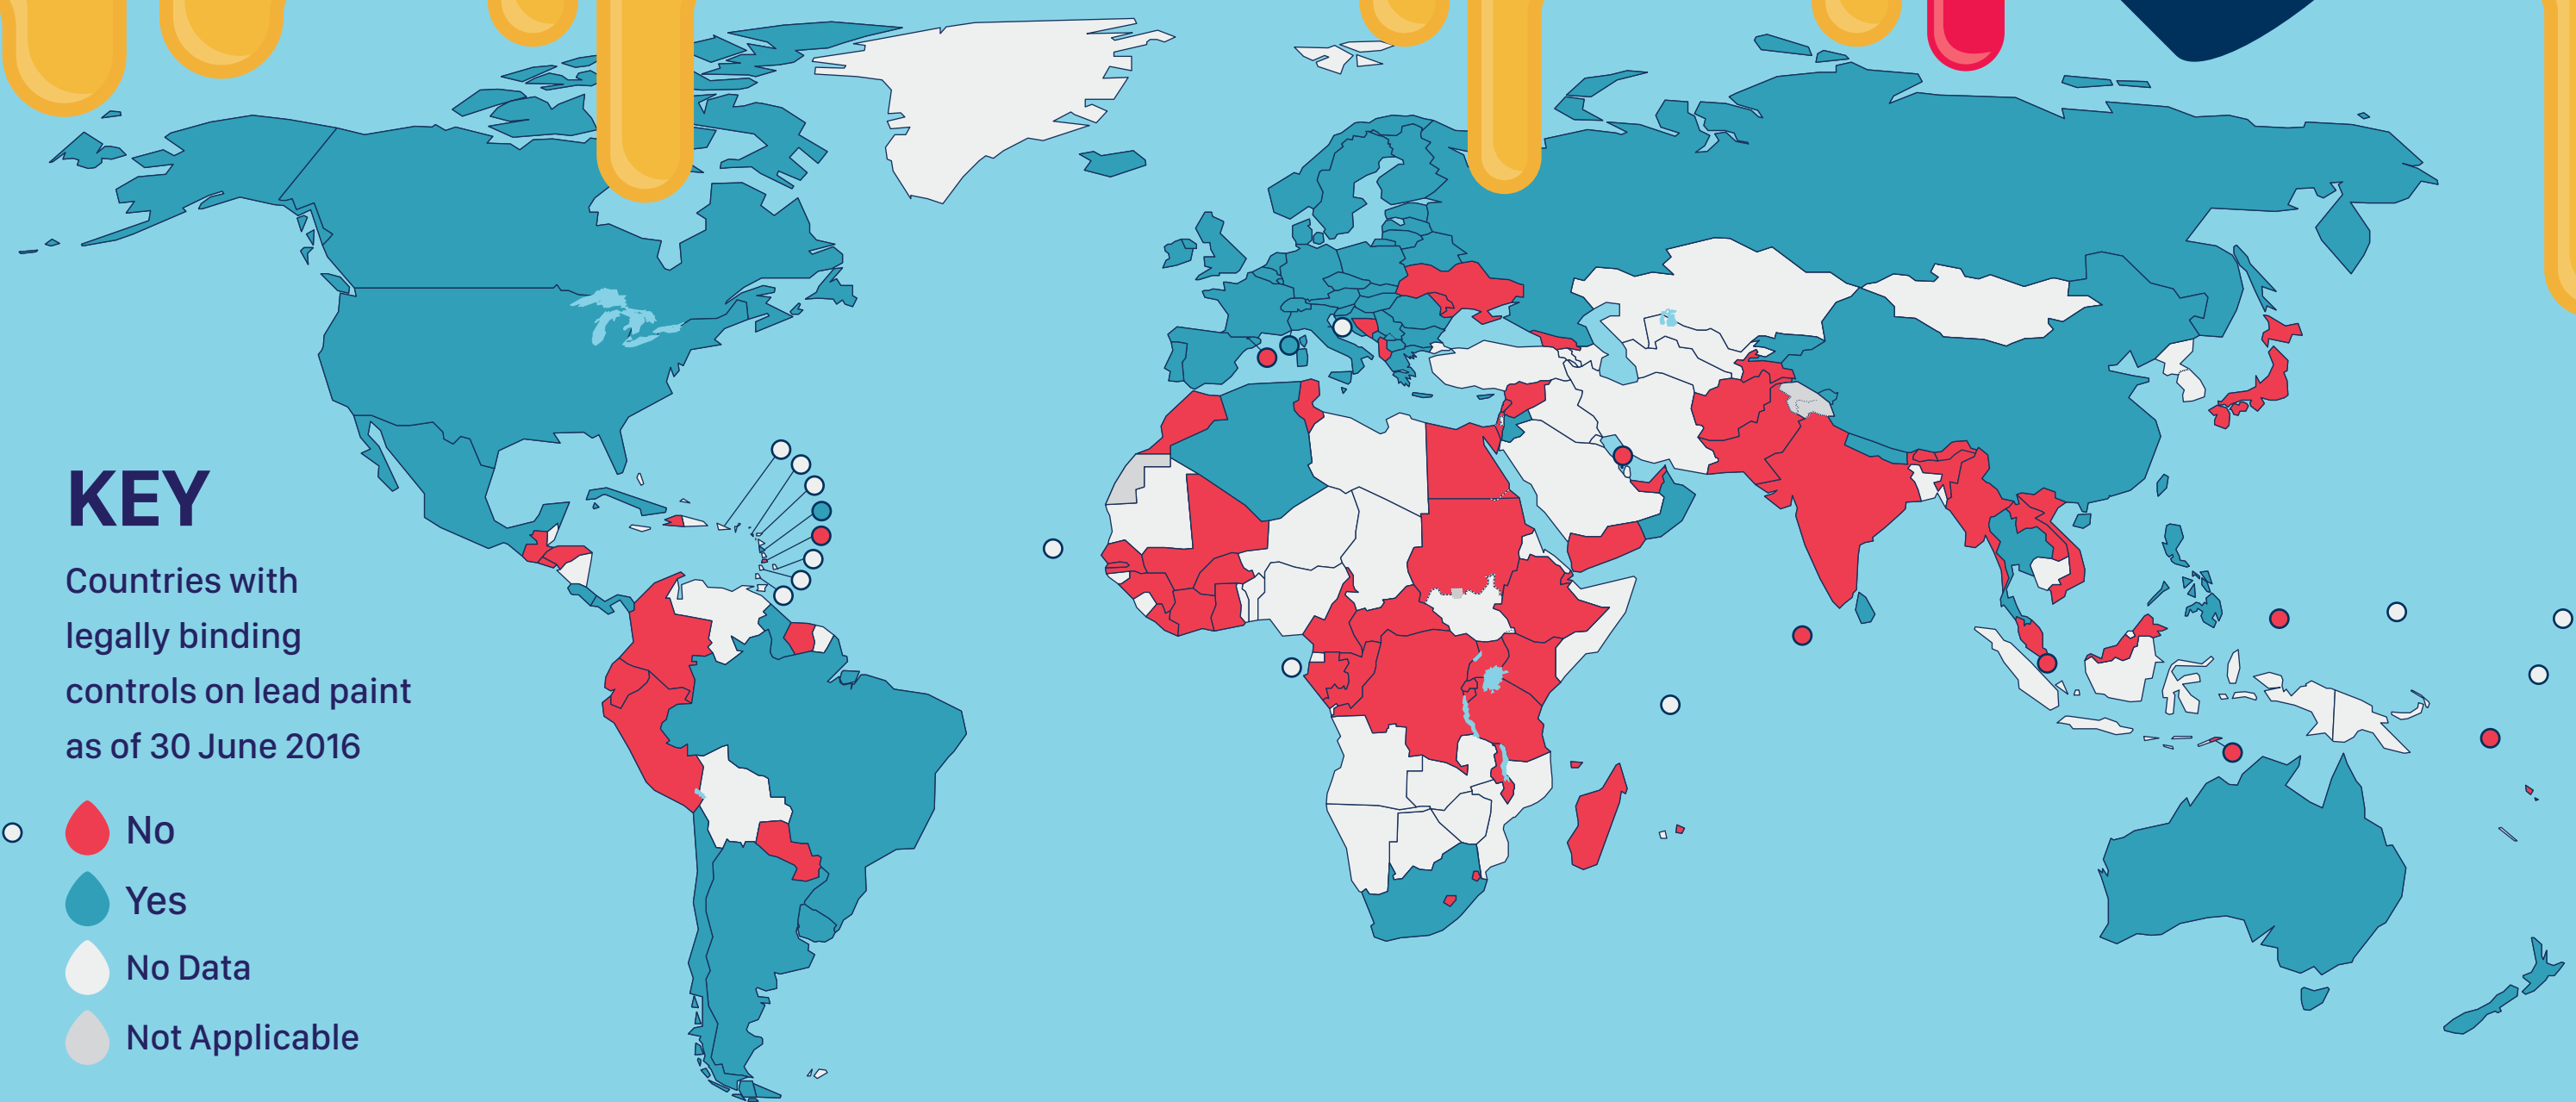 KEY
Countries with
legally binding
controls on lead paint
as of 30 June 2016
No
Yes
No Data
Not Applicable